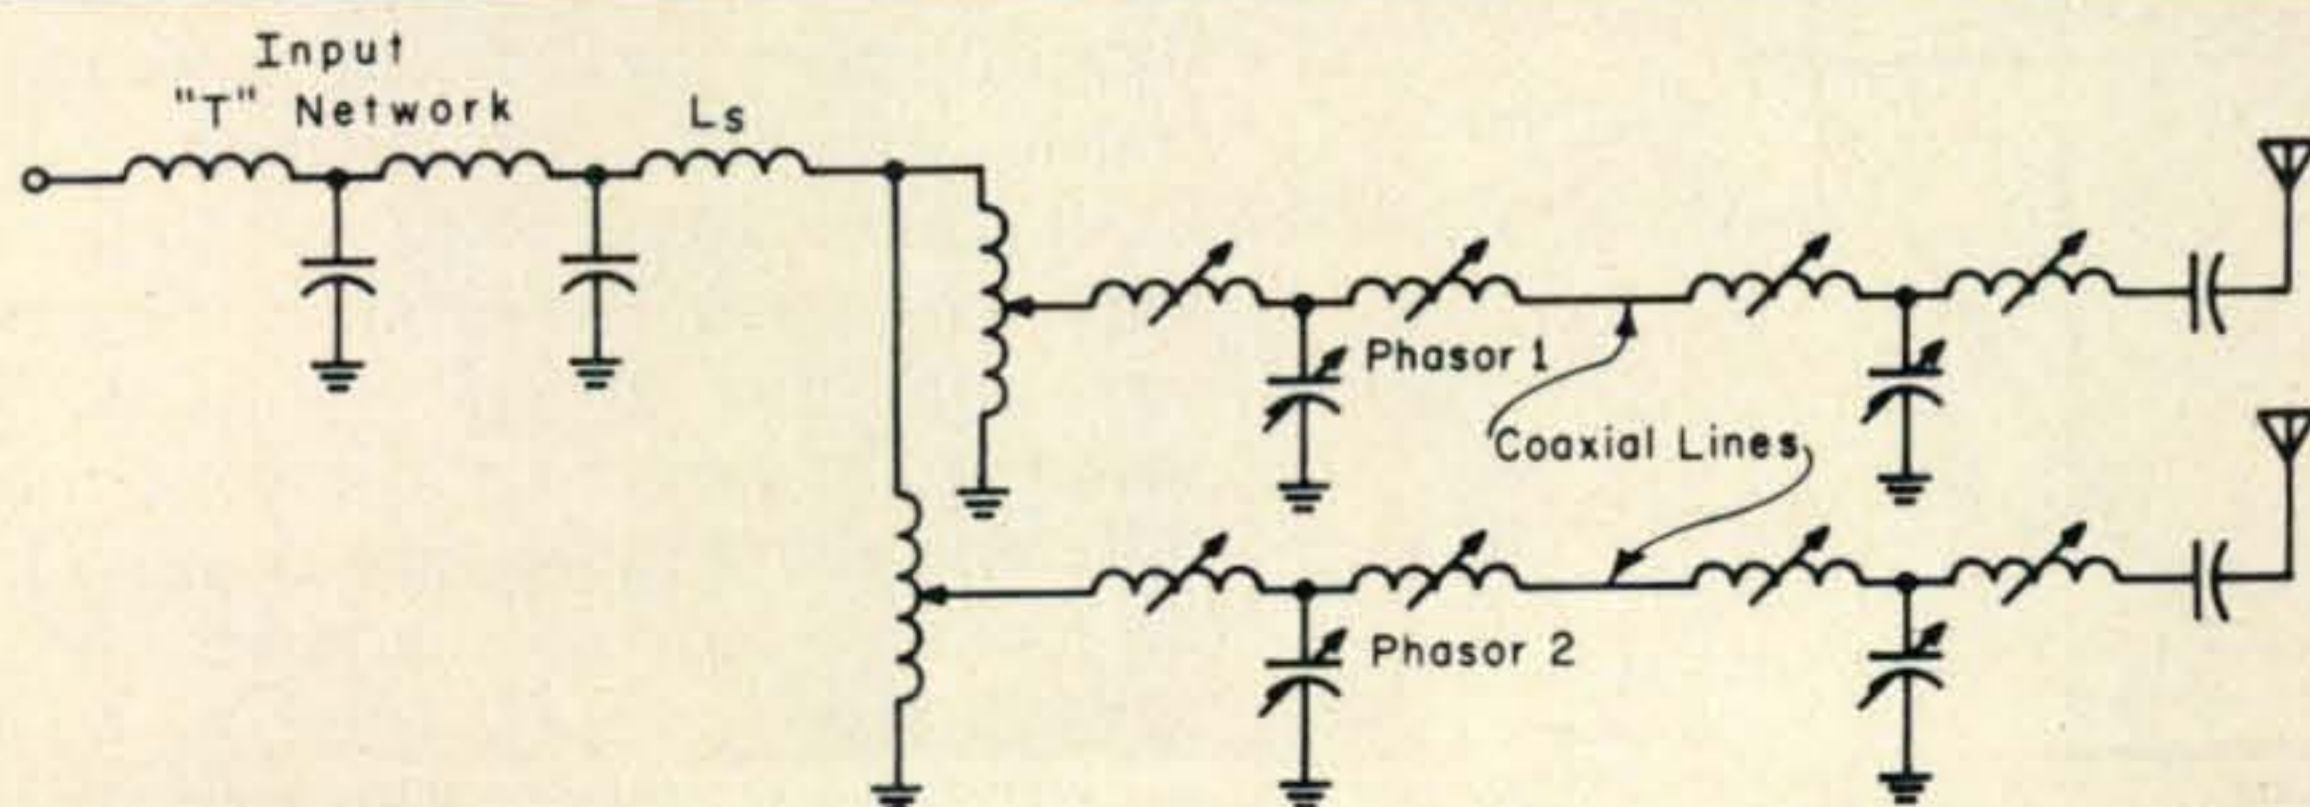 Input
"T" Network
Ls
Phasor 1
Coaxial Lines
Phasor 2